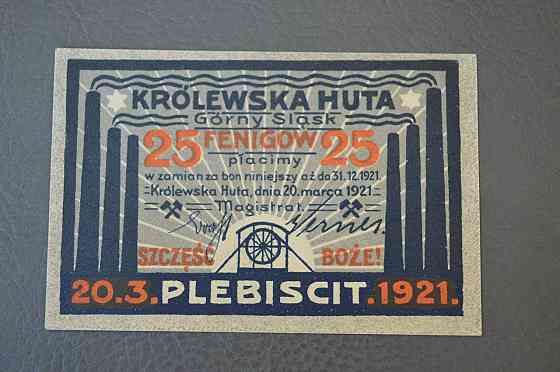 KRÓLEWSKA HUTA
Górny Śląsk
25 FENIGÓW 25
płacimy
w zamian za bon niniejszy aż do 31.12.1921.
Królewska Huta, dnia 20. marca 1921
Magistrat.
SZCZĘŚĆ BOŻE!
20.3. PLEBISCIT. 1921.